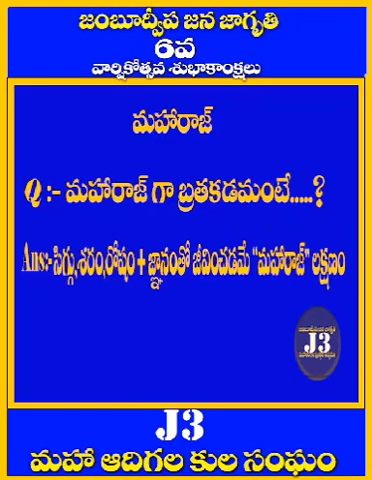 జంబూద్వీప జన జాగృతి
6వ
వార్షికోత్సవ శుభాకాంక్షలు
మహారాజ్
Q :- మహారాజ్ గా బ్రతకడమంటే.....?
Ans:- సిగ్గు,శరం,రోషం + జ్ఞానంతో జీవించడమే "మహారాజ్" లక్షణం
J3
J3
మహా ఆదిగల కుల సంఘం